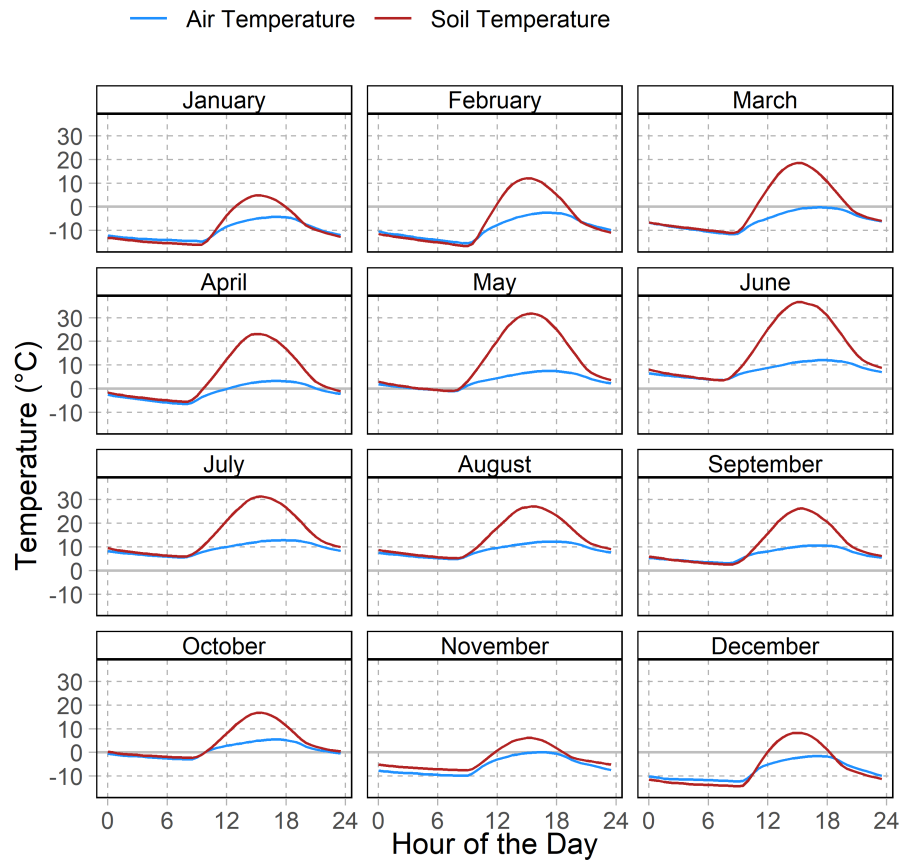 Air Temperature Soil Temperature
January February March
30
20
10
0
-10
April May June
30
20
10
0
-10
Temperature (°C)
July August September
30
20
10
0
-10
October November December
30
20
10
0
-10
0 6 12 18 24 0 6 12 18 24 0 6 12 18 24
Hour of the Day